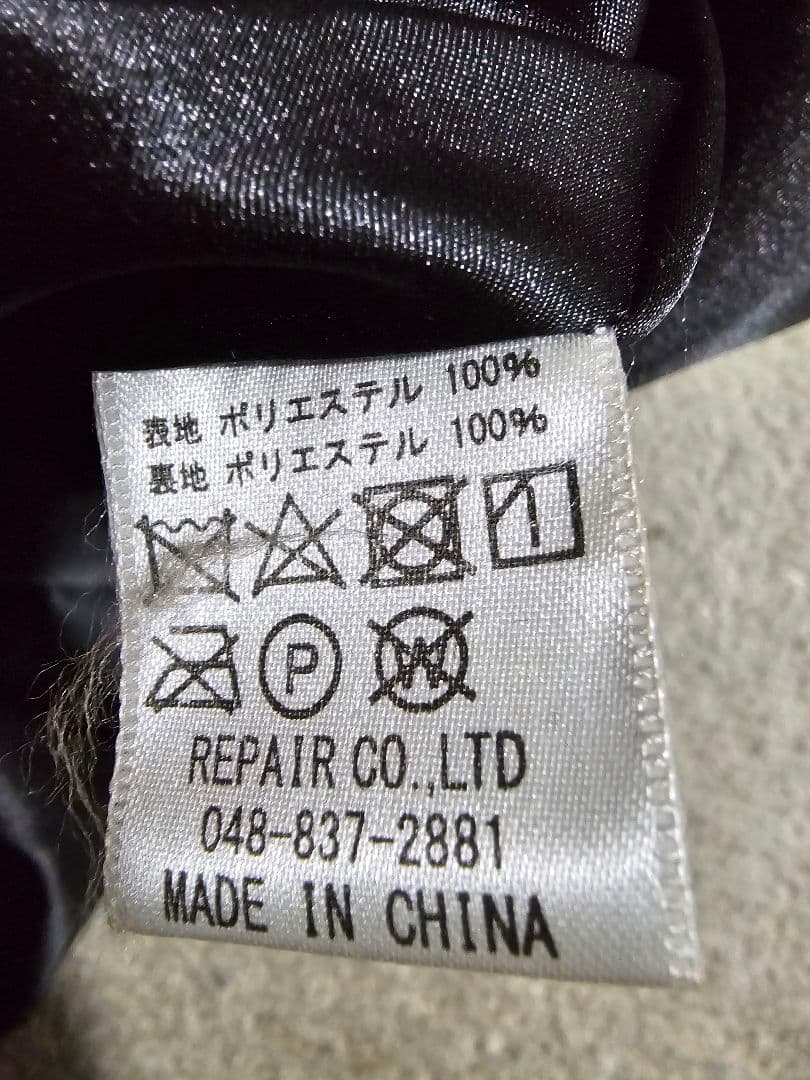 表地 ポリエステル 100%
裏地 ポリエステル 100%
P W
REPAIR CO.,LTD
048-837-2881
MADE IN CHINA